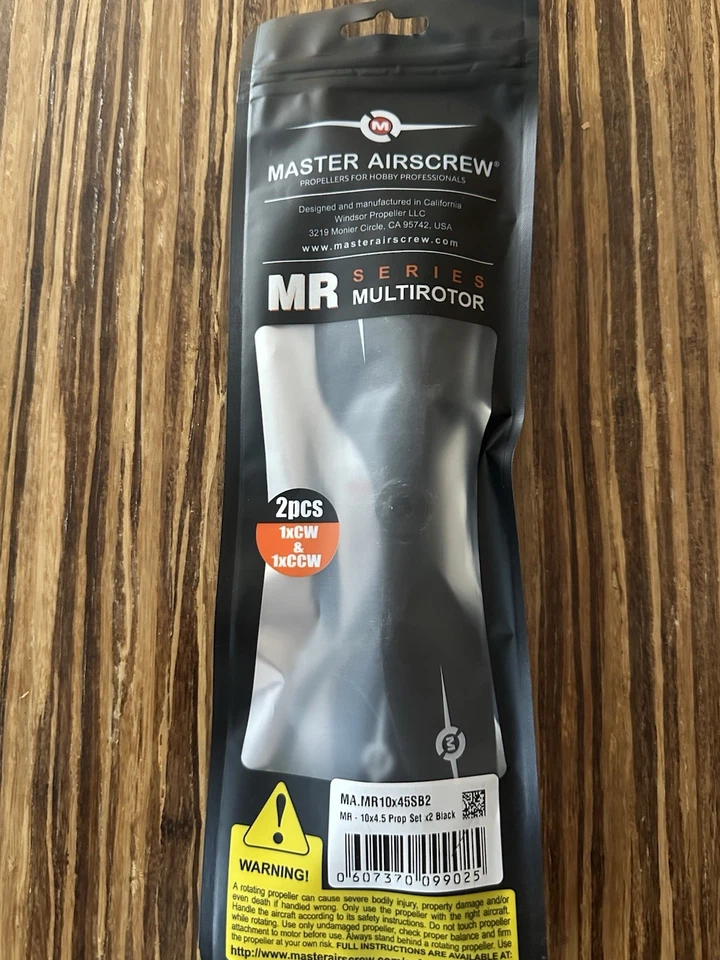 M
MASTER AIRSCREW®
PROPELLERS FOR HOBBY PROFESSIONALS
Designed and manufactured in California
Windsor Propeller LLC
3219 Monier Circle, CA 95742, USA
www.masterairscrew.com
MR SERIES
MULTIROTOR
2pcs
1xCW
&
1xCCW
M
MA.MR10x45SB2
MR - 10x4.5 Prop Set x2 Black
0 607370 099025
!
WARNING!
A rotating propeller can cause severe bodily injury, property damage and/or
even death if handled wrong. Only use the propeller with the right aircraft.
Handle the aircraft according to its safety instructions. Do not touch propeller
while rotating. Use only undamaged propeller, check proper balance and firm
attachment to motor before use. Always stand behind a rotating propeller. Use
the propeller at your own risk. FULL INSTRUCTIONS ARE AVAILABLE AT: